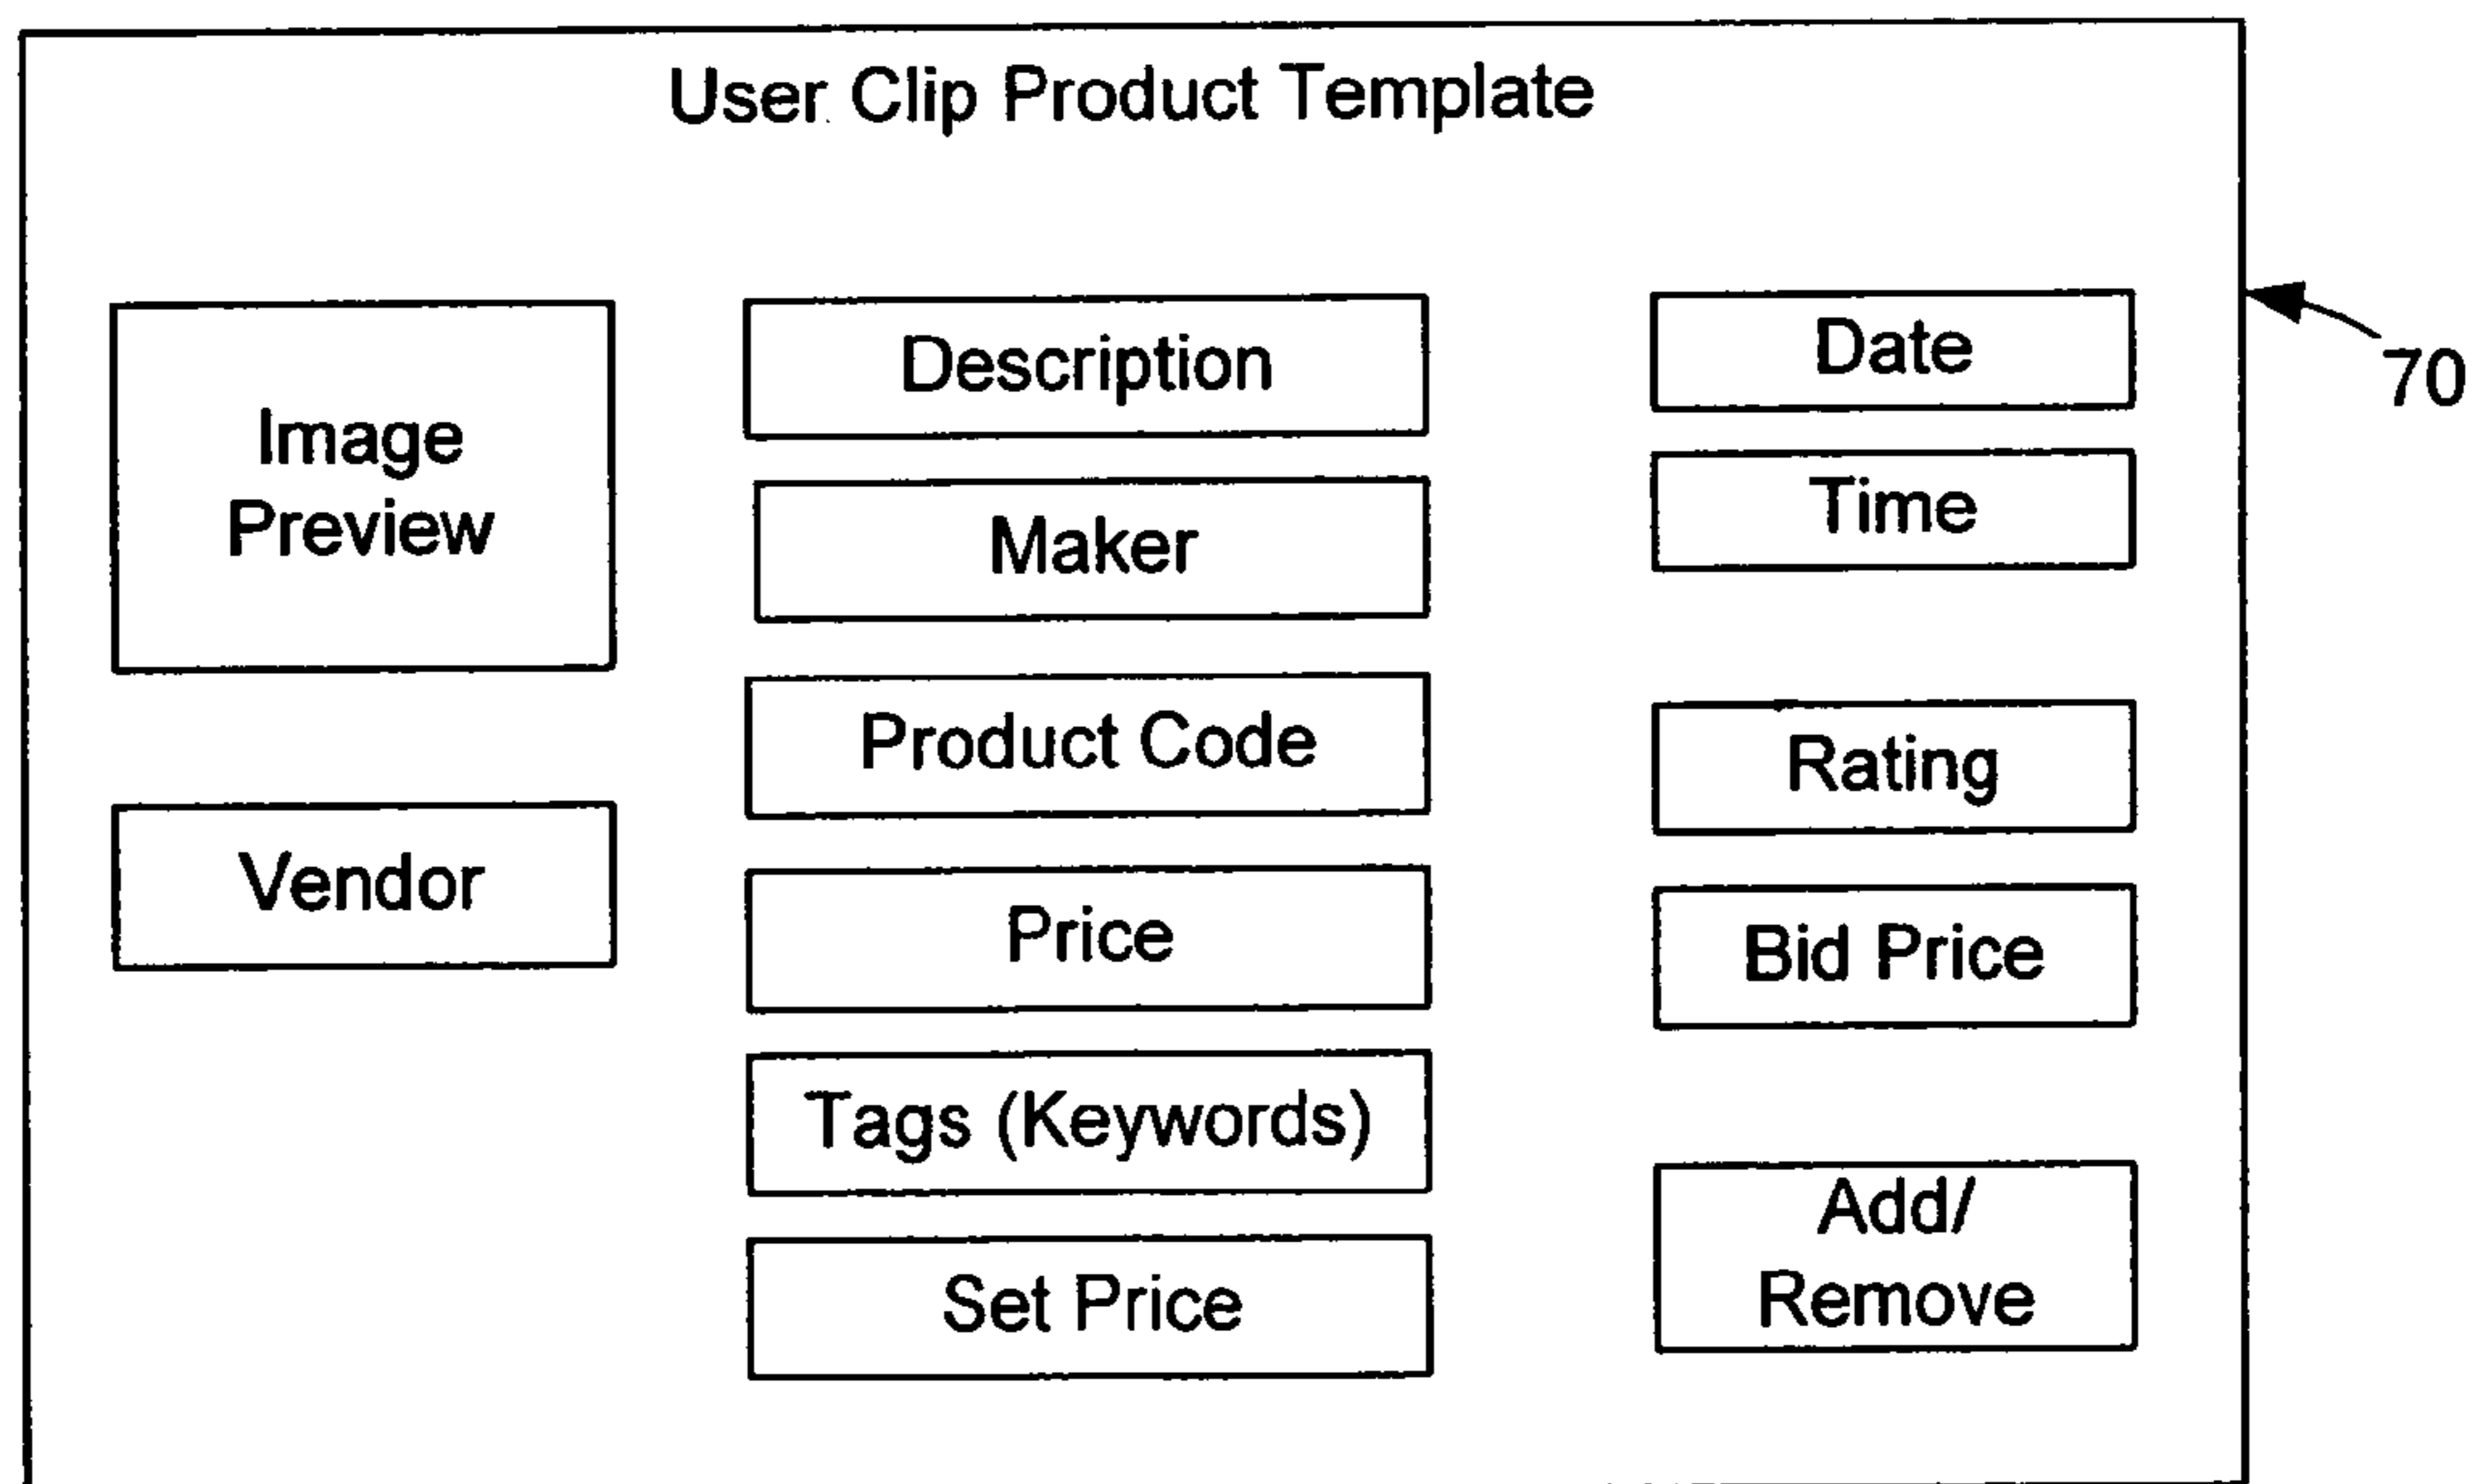 User Clip Product Template
Image
Preview
Vendor
Description
Maker
Product Code
Price
Tags (Keywords)
Set Price
Date
Time
Rating
Bid Price
Add/
Remove
70